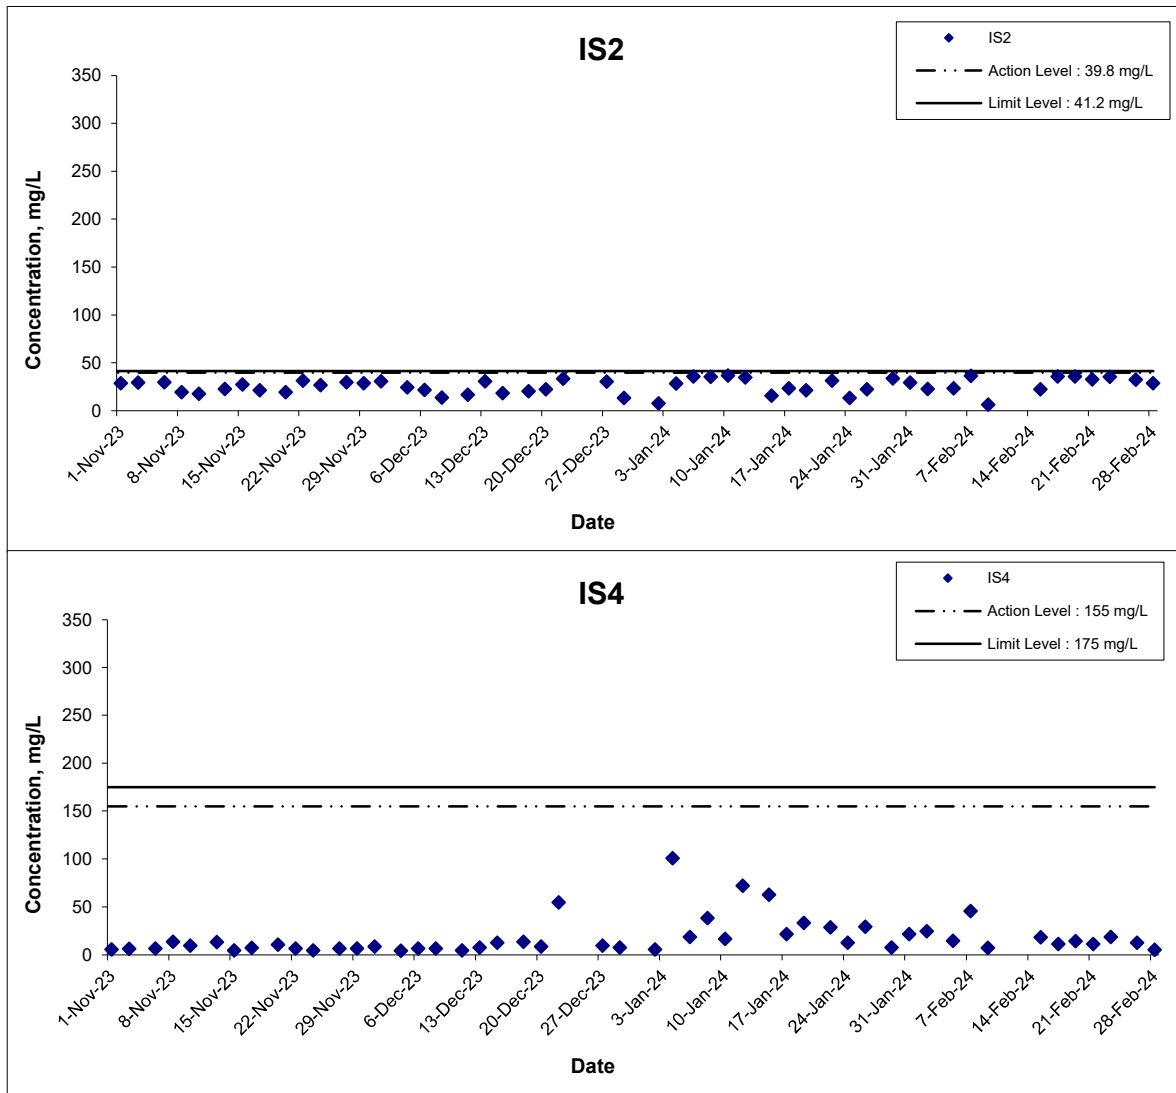 IS2
IS2
Action Level : 39.8 mg/L
Limit Level : 41.2 mg/L
Concentration, mg/L
350
300
250
200
150
100
50
0
1-Nov-23
8-Nov-23
15-Nov-23
22-Nov-23
29-Nov-23
6-Dec-23
13-Dec-23
20-Dec-23
27-Dec-23
3-Jan-24
10-Jan-24
17-Jan-24
24-Jan-24
31-Jan-24
7-Feb-24
14-Feb-24
21-Feb-24
28-Feb-24
Date
IS4
IS4
Action Level : 155 mg/L
Limit Level : 175 mg/L
Concentration, mg/L
350
300
250
200
150
100
50
0
1-Nov-23
8-Nov-23
15-Nov-23
22-Nov-23
29-Nov-23
6-Dec-23
13-Dec-23
20-Dec-23
27-Dec-23
3-Jan-24
10-Jan-24
17-Jan-24
24-Jan-24
31-Jan-24
7-Feb-24
14-Feb-24
21-Feb-24
28-Feb-24
Date